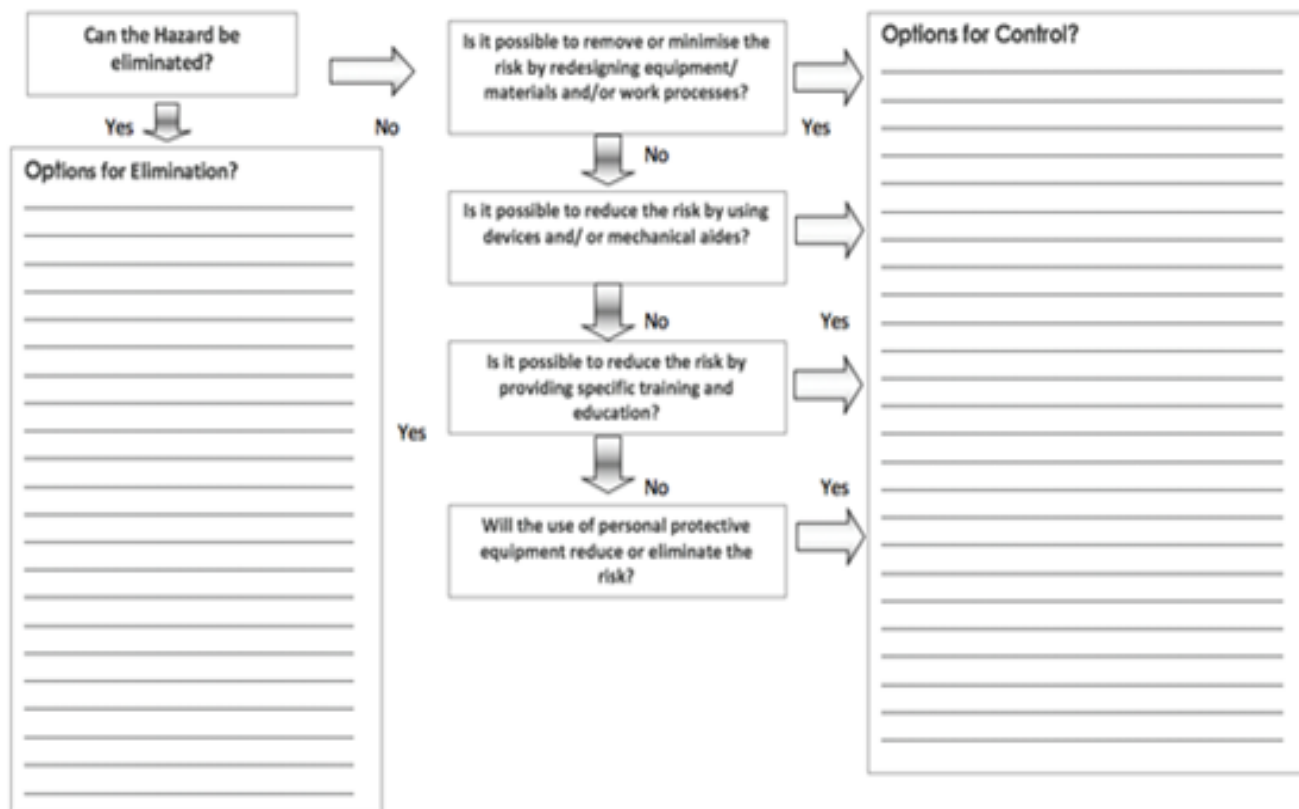 Can the Hazard be
eliminated?
Yes
No
Options for Elimination?
Is it possible to remove or minimise the
risk by redesigning equipment/
materials and/or work processes?
Yes
No
Is it possible to reduce the risk by using
devices and/ or mechanical aides?
No
Yes
Is it possible to reduce the risk by
providing specific training and
education?
Yes
No
Yes
Will the use of personal protective
equipment reduce or eliminate the
risk?
Options for Control?